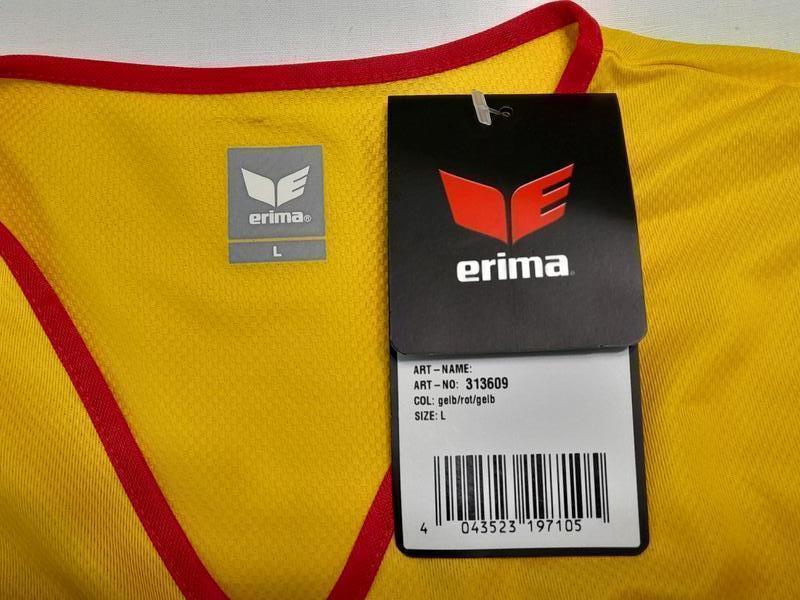 erima®
L
erima
ART-NAME:
ART-NO: 313609
COL: gelb/rot/gelb
SIZE: L
4 043523 197105